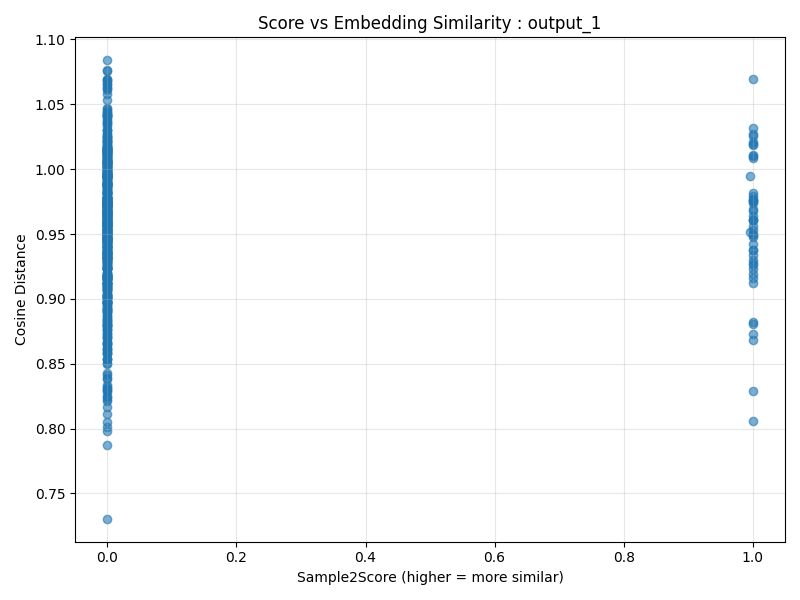 Score vs Embedding Similarity : output_1
Cosine Distance
1.10
1.05
1.00
0.95
0.90
0.85
0.80
0.75
0.0 0.2 0.4 0.6 0.8 1.0
Sample2Score (higher = more similar)